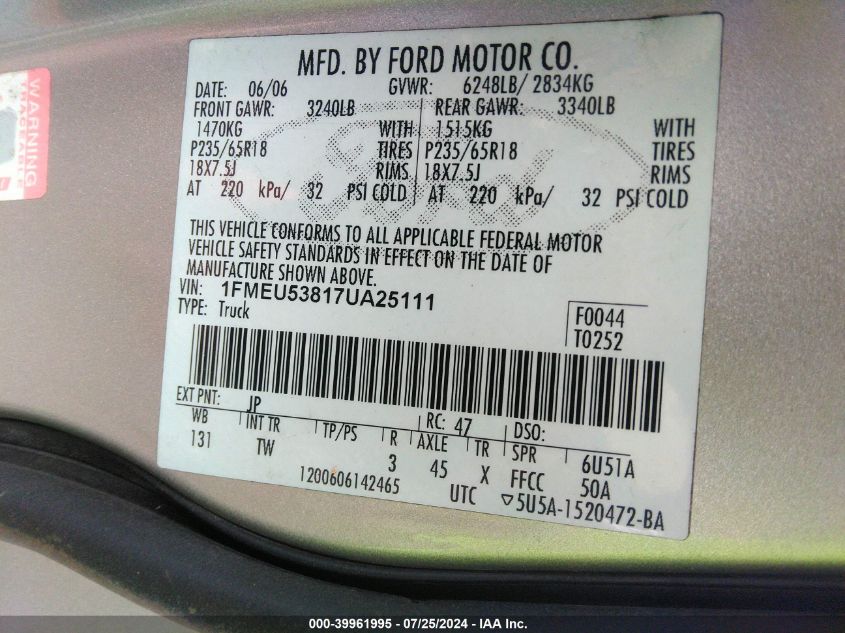 MFD. BY FORD MOTOR CO.
DATE: 06/06 GVWR: 6248LB/ 2834KG
FRONT GAWR: 3240LB REAR GAWR: 3340LB
1470KG WITH 1515KG WITH
P235/65R18 TIRES P235/65R18 TIRES
18X7.5J RIMS 18X7.5J RIMS
AT 220 kPa/ 32 PSI COLD AT 220 kPa/ 32 PSI COLD
THIS VEHICLE CONFORMS TO ALL APPLICABLE FEDERAL MOTOR
VEHICLE SAFETY STANDARDS IN EFFECT ON THE DATE OF
MANUFACTURE SHOWN ABOVE.
VIN: 1FMEU53817UA25111
TYPE: Truck
F0044
T0252
EXT PNT: JP RC: 47 DSO:
WB INT TR TP/PS R AXLE TR SPR 6U51A
131 TW 3 45 X FFCC 50A
1200606142465 UTC ▽5U5A-1520472-BA
WARNING
000-39961995 - 07/25/2024 - IAA Inc.